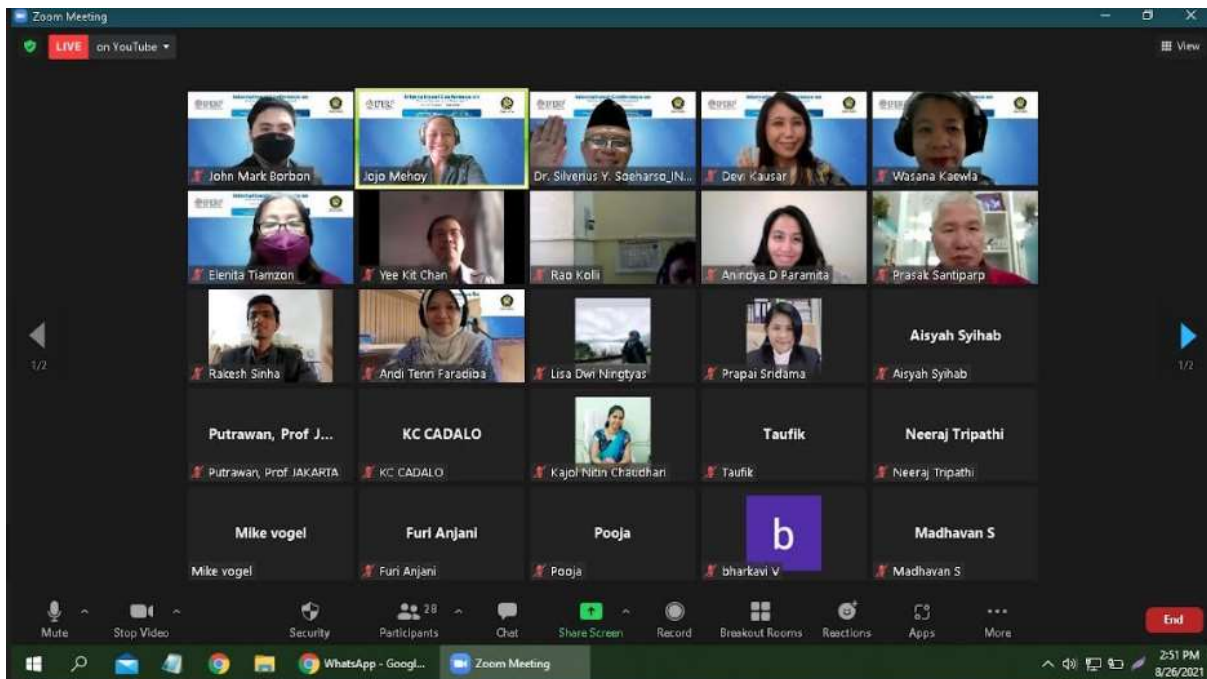 Zoom Meeting
LIVE on YouTube
View
John Mark Borbon
Jojo Mehoy
Dr. Silverius Y. Soeharso_IN...
Devi Kausar
Wasana Kaewla
Elenita Tiamzon
Yee Kit Chan
Rao Kolli
Anindya D Paramita
Prasak Santiparp
Rakesh Sinha
Andi Tenri Faradiba
Lisa Dwi Ningtyas
Prapai Sridama
Aisyah Syihab
Aisyah Syihab
1/2
1/2
Putrawan, Prof J...
Putrawan, Prof JAKARTA
KC CADALO
KC CADALO
Kajol Nitin Chaudhari
Taufik
Taufik
Neeraj Tripathi
Neeraj Tripathi
Mike vogel
Mike vogel
Furi Anjani
Furi Anjani
Pooja
Pooja
b
bharkavi V
Madhavan S
Madhavan S
Mute
Stop Video
Security
Participants
28
Chat
Share Screen
Record
Breakout Rooms
Reactions
Apps
More
End
WhatsApp - Googl...
Zoom Meeting
2:51 PM
8/26/2021